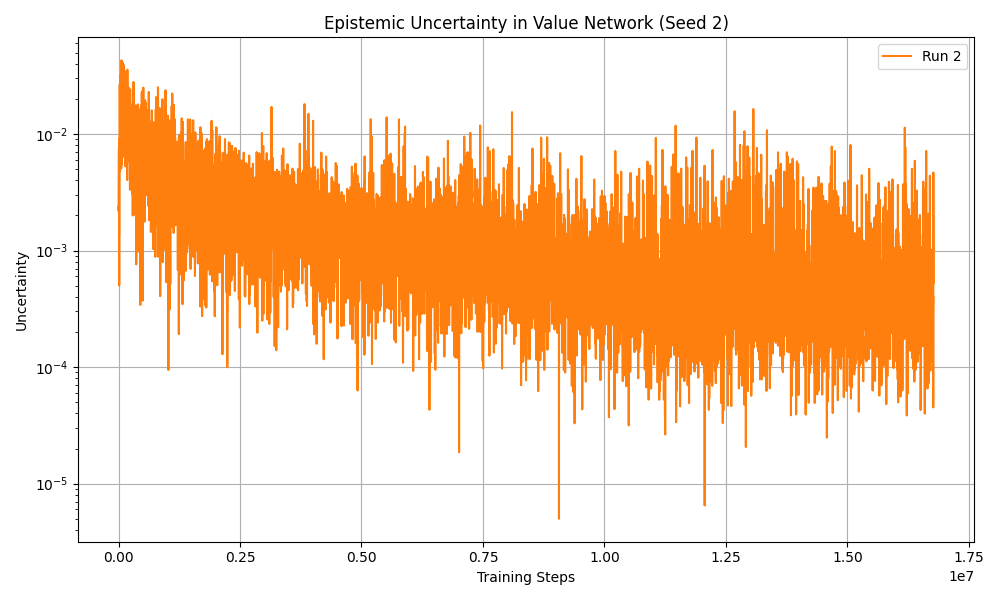 Epistemic Uncertainty in Value Network (Seed 2)
Run 2
Uncertainty
10⁻²
10⁻³
10⁻⁴
10⁻⁵
0.00 0.25 0.50 0.75 1.00 1.25 1.50 1.75
1e7
Training Steps